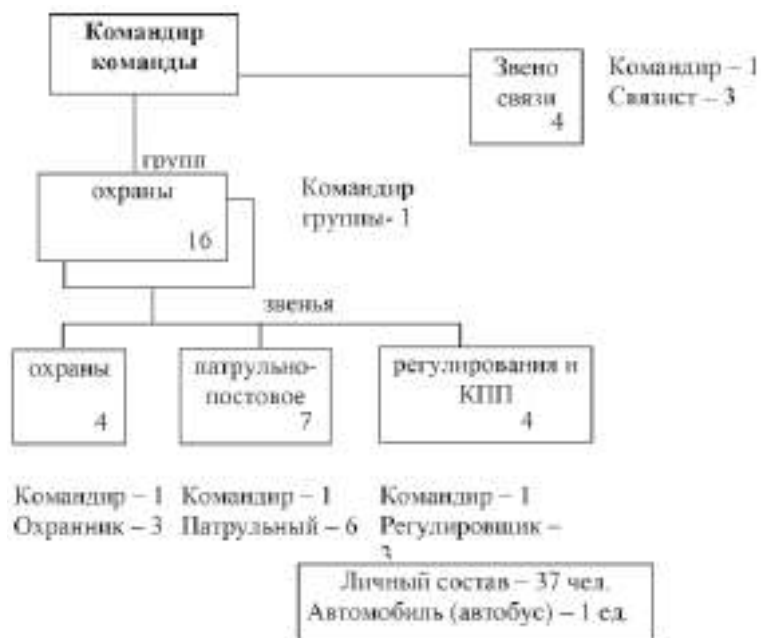 Командир
команды
Звено
связи
4
Командир – 1
Связист – 3
групп
охраны
16
Командир
группы- 1
звенья
охраны
4
патрульно-
постовое
7
регулирования и
КПП
4
Командир – 1
Охранник – 3
Командир – 1
Патрульный – 6
Командир – 1
Регулировщик –
3
Личный состав – 37 чел.
Автомобиль (автобус) – 1 ед.